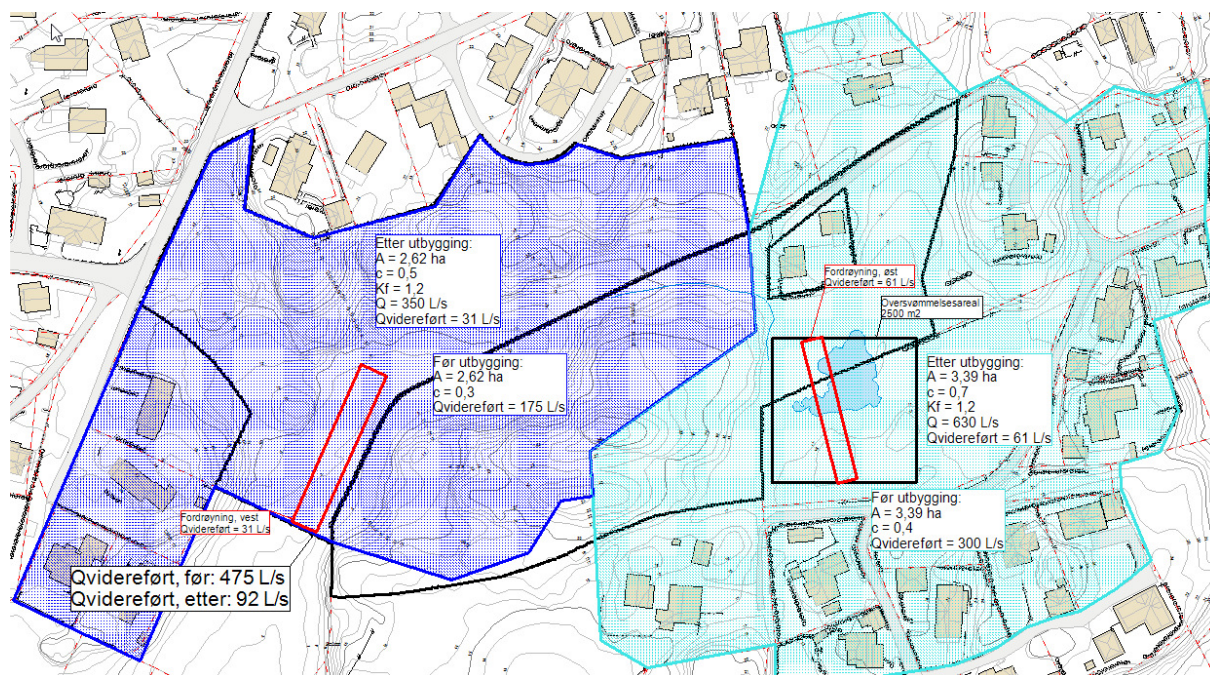 Etter utbygging:
A = 2,62 ha
c = 0,5
Kf = 1,2
Q = 350 L/s
Qvidereført = 31 L/s
Før utbygging:
A = 2,62 ha
c = 0,3
Qvidereført = 175 L/s
Fordrøyning, øst
Qvidereført = 61 L/s
Oversvømmelsesareal
2500 m2
Etter utbygging:
A = 3,39 ha
c = 0,7
Kf = 1,2
Q = 630 L/s
Qvidereført = 61 L/s
Før utbygging:
A = 3,39 ha
c = 0,4
Qvidereført = 300 L/s
Fordrøyning, vest
Qvidereført = 31 L/s
Qvidereført, før: 475 L/s
Qvidereført, etter: 92 L/s